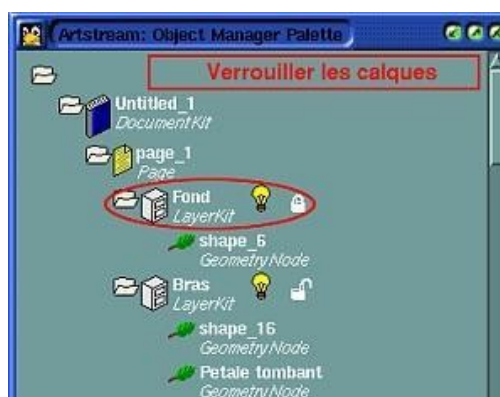 Artstream: Object Manager Palette
Verrouiller les calques
Untitled_1
DocumentKit
page_1
Page
Fond
LayerKit
shape_6
GeometryNode
Bras
LayerKit
shape_16
GeometryNode
Petale tombant
GeometryNode